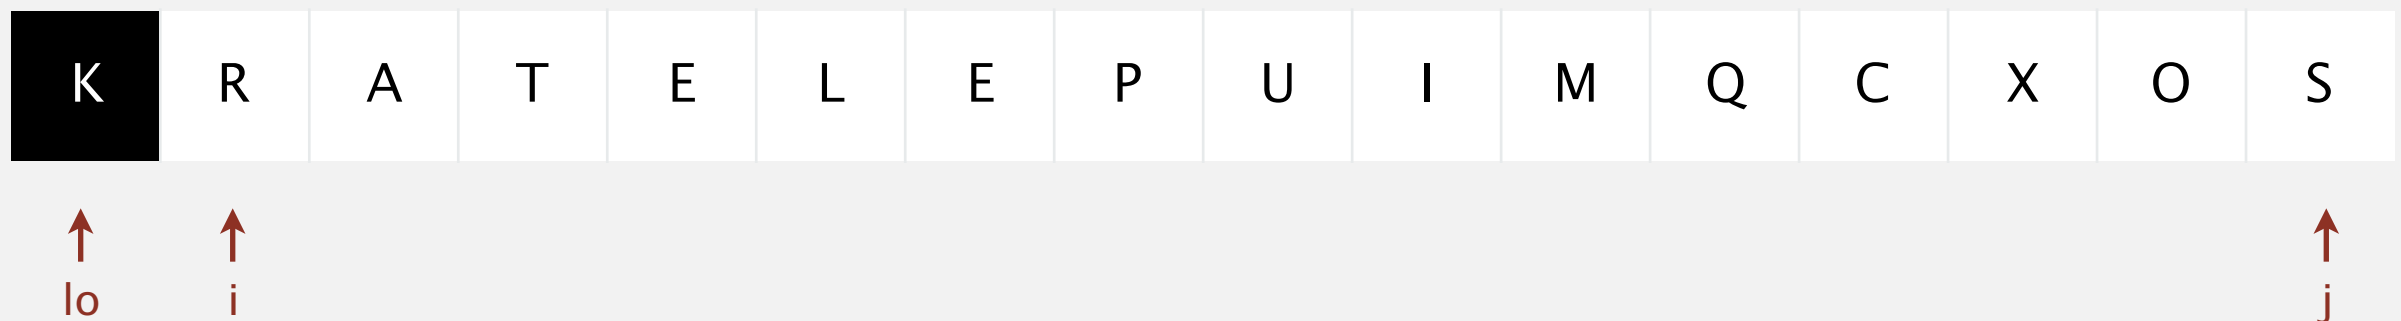 K R A T E L E P U I M Q C X O S
lo i j